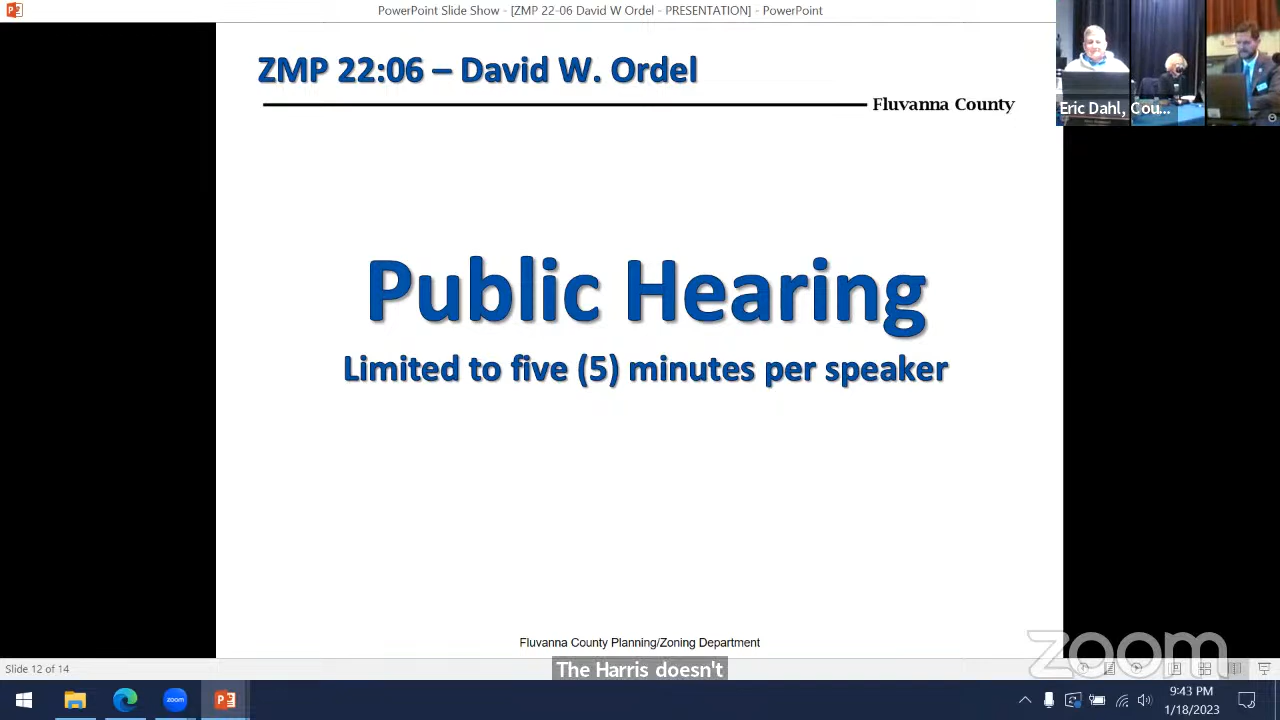 PowerPoint Slide Show - [ZMP 22-06 David W Ordel - PRESENTATION] - PowerPoint
ZMP 22:06 – David W. Ordel
Fluvanna County
Eric Dahl, Cou...
Public Hearing
Limited to five (5) minutes per speaker
Fluvanna County Planning/Zoning Department
zoom
Slide 12 of 14
The Harris doesn't
zoom
9:43 PM
1/18/2023